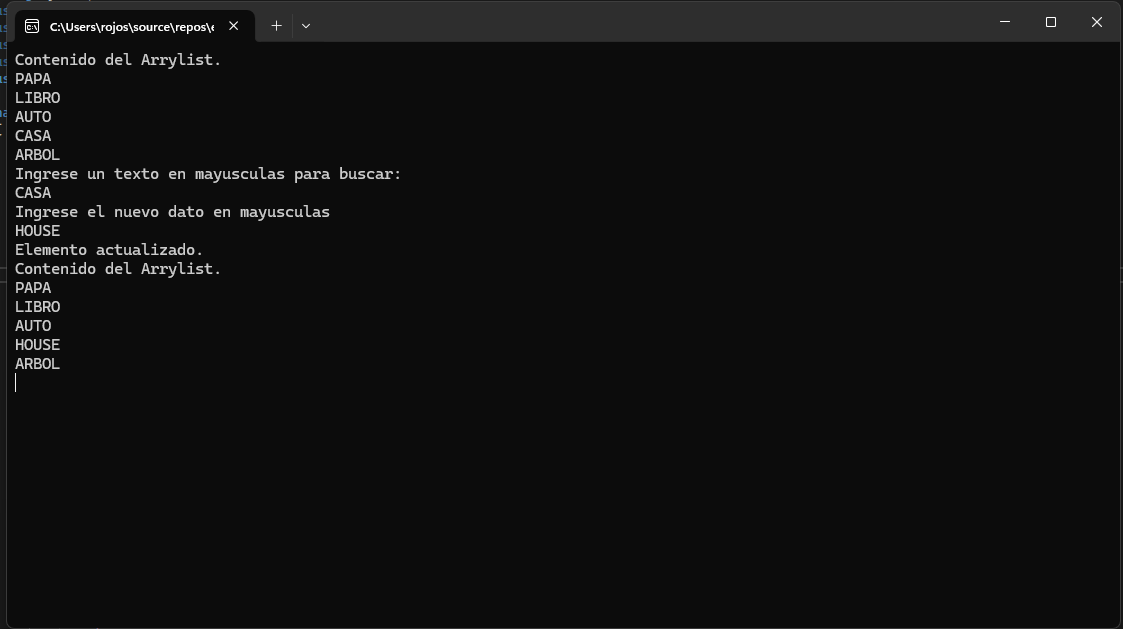 C:\Users\rojos\source\repos\e
Contenido del Arrylist.
PAPA
LIBRO
AUTO
CASA
ARBOL
Ingrese un texto en mayusculas para buscar:
CASA
Ingrese el nuevo dato en mayusculas
HOUSE
Elemento actualizado.
Contenido del Arrylist.
PAPA
LIBRO
AUTO
HOUSE
ARBOL